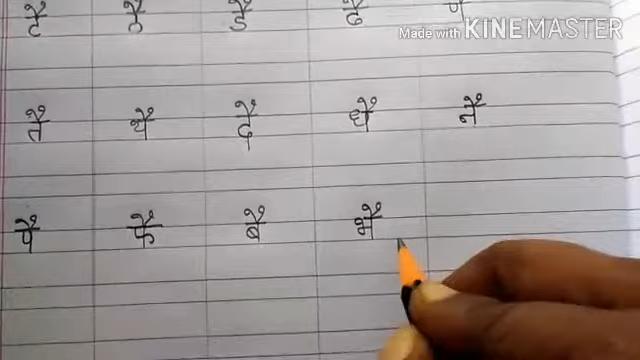 टैं ठैं डैं ढैं णैं
Made with KINEMASTER
तैं थैं दैं धैं नैं
पैं फैं बैं भैं